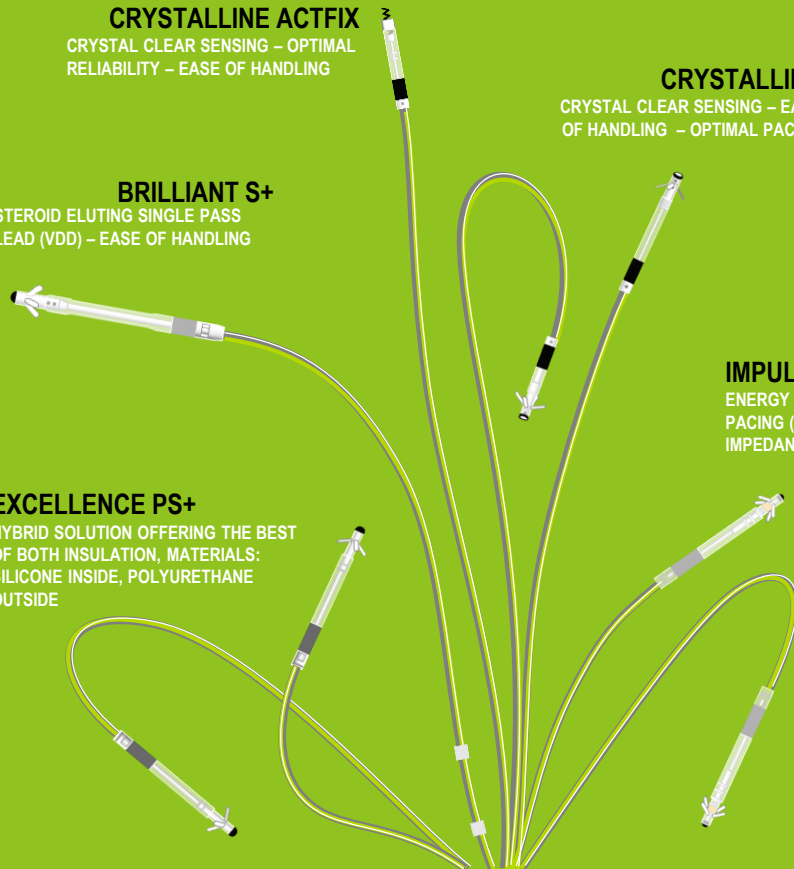 CRYSTALLINE ACTFIX
CRYSTAL CLEAR SENSING – OPTIMAL
RELIABILITY – EASE OF HANDLING
CRYSTALLI
CRYSTAL CLEAR SENSING – EA
OF HANDLING – OPTIMAL PAC
BRILLIANT S+
STEROID ELUTING SINGLE PASS
LEAD (VDD) – EASE OF HANDLING
IMPUL
ENERGY
PACING (
IMPEDAN
EXCELLENCE PS+
HYBRID SOLUTION OFFERING THE BEST
OF BOTH INSULATION, MATERIALS:
SILICONE INSIDE, POLYURETHANE
OUTSIDE